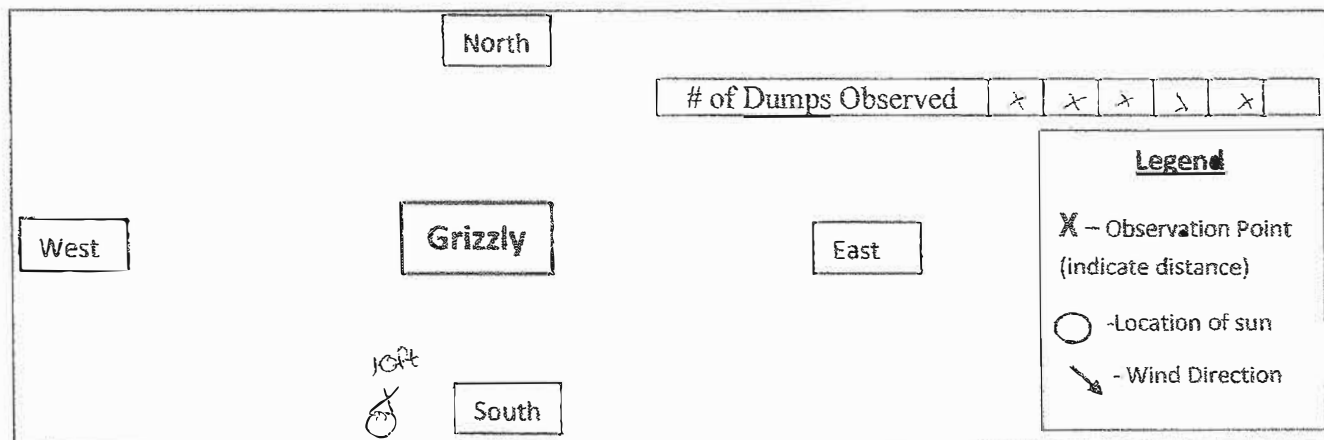 North
# of Dumps Observed x x x x x
Legend
X – Observation Point
(indicate distance)
West
Grizzly
East
-Location of sun
- Wind Direction
10ft
X
South